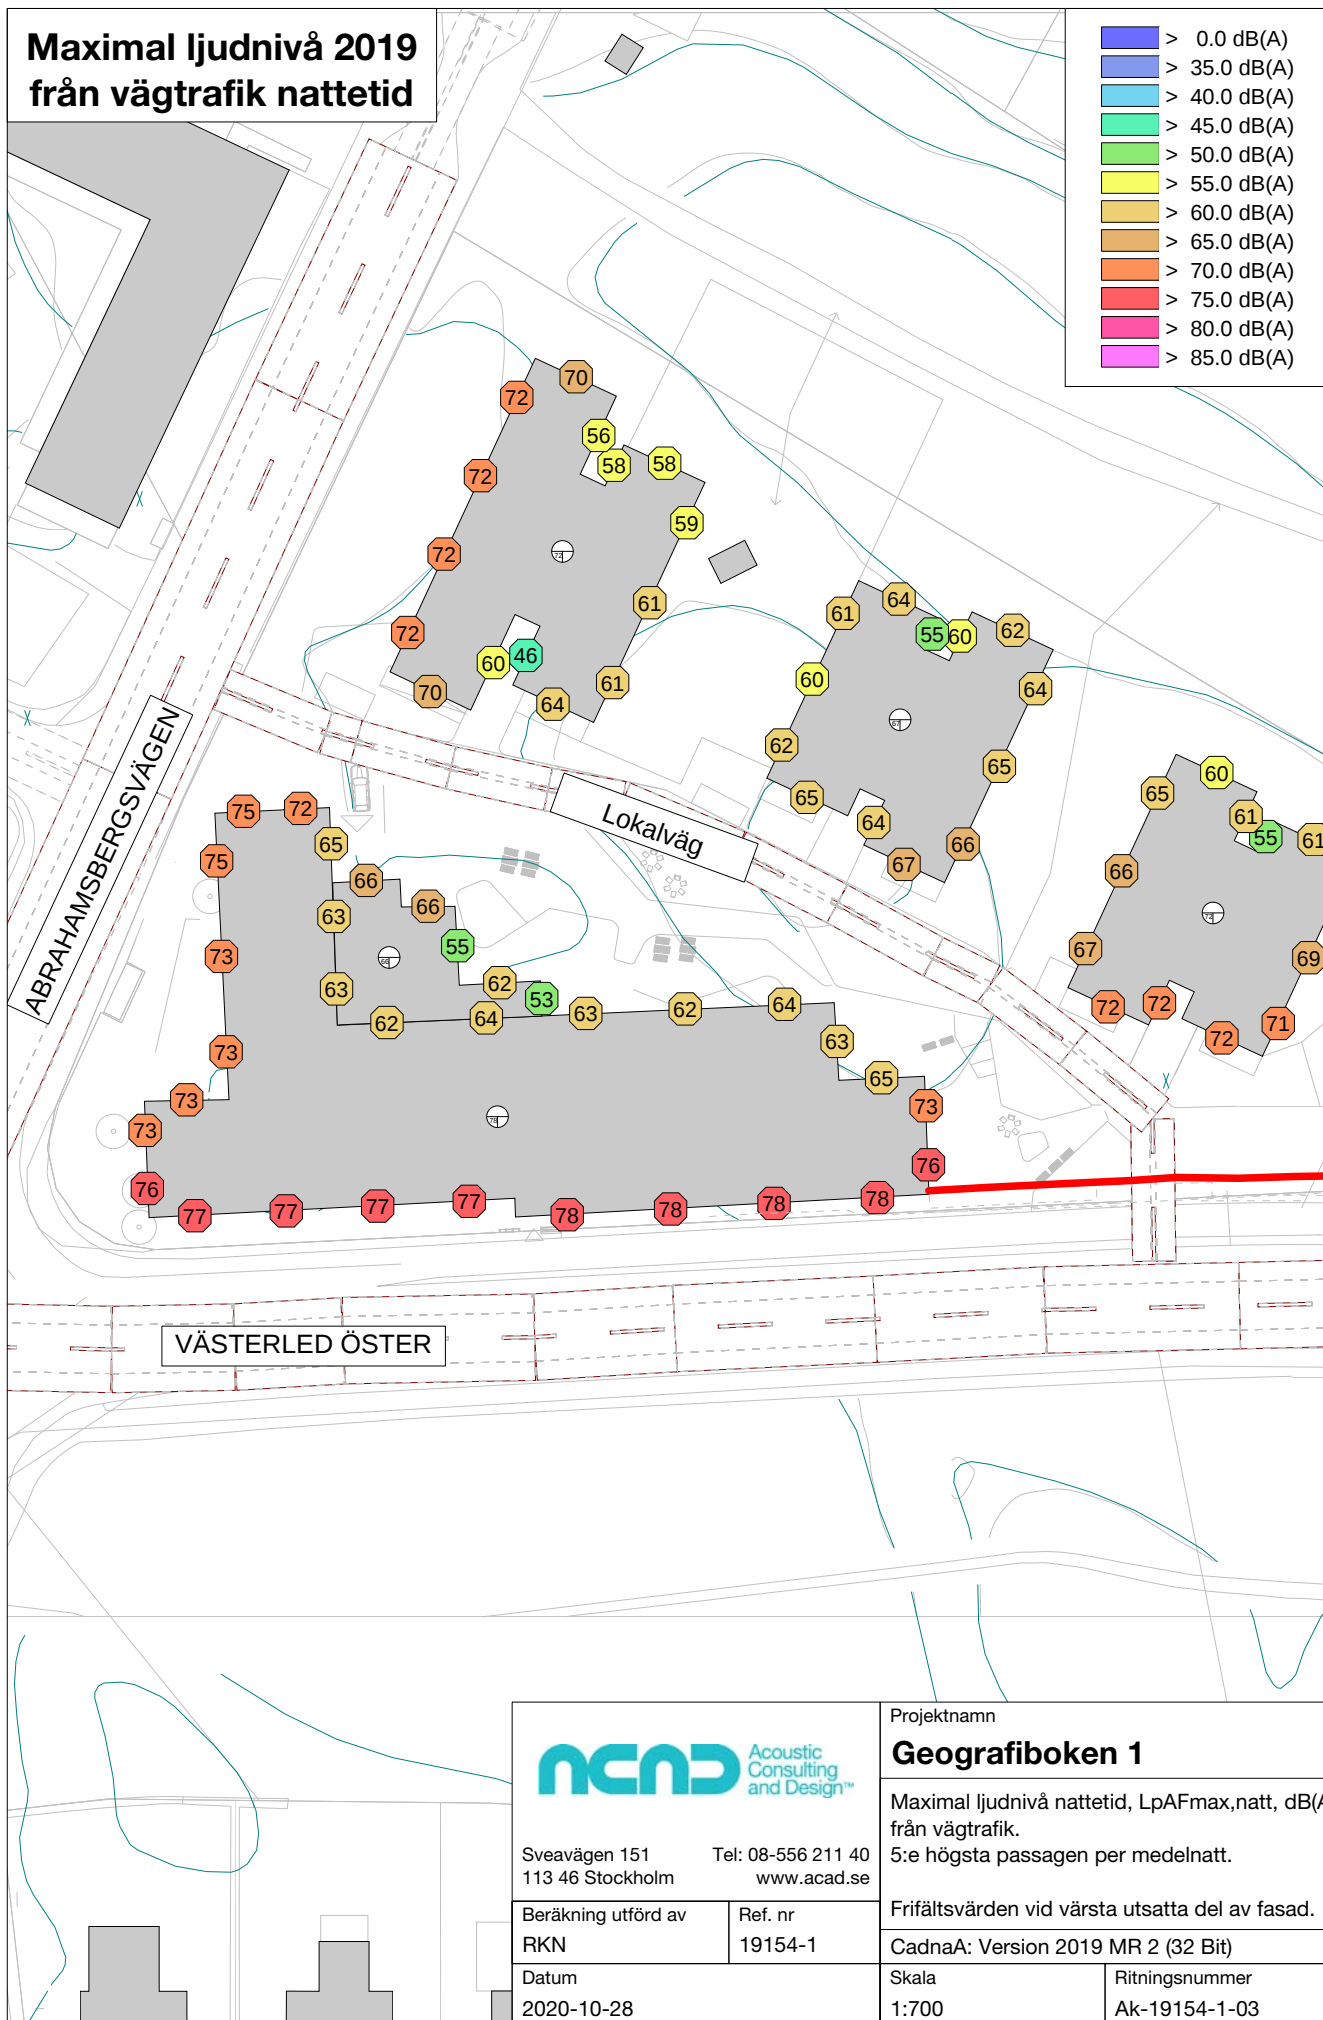 Maximal ljudnivå 2019
från vägtrafik nattetid
> 0.0 dB(A)
> 35.0 dB(A)
> 40.0 dB(A)
> 45.0 dB(A)
> 50.0 dB(A)
> 55.0 dB(A)
> 60.0 dB(A)
> 65.0 dB(A)
> 70.0 dB(A)
> 75.0 dB(A)
> 80.0 dB(A)
> 85.0 dB(A)
70
72
56
58
58
72
59
72
72
61
72
60
46
61
70
64
64
61
55
60
62
60
64
67
62
65
65
64
67
66
60
65
61
55
61
66
72
67
69
72
72
72
71
ABRAHAMSBERGSVÄGEN
Lokalväg
75
72
65
75
66
66
63
55
73
66
63
62
53
62
64
63
62
64
63
73
65
73
73
73
78
76
76
77
77
77
77
78
78
78
78
VÄSTERLED ÖSTER
ACAD
Acoustic
Consulting
and Design™
Sveavägen 151
113 46 Stockholm
Tel: 08-556 211 40
www.acad.se
Beräkning utförd av
RKN
Ref. nr
19154-1
Datum
2020-10-28
Projektnamn
Geografiboken 1
Maximal ljudnivå nattetid, LpAFmax,natt, dB(A
från vägtrafik.
5:e högsta passagen per medelnatt.
Frifältsvärden vid värsta utsatta del av fasad.
CadnaA: Version 2019 MR 2 (32 Bit)
Skala
1:700
Ritningsnummer
Ak-19154-1-03